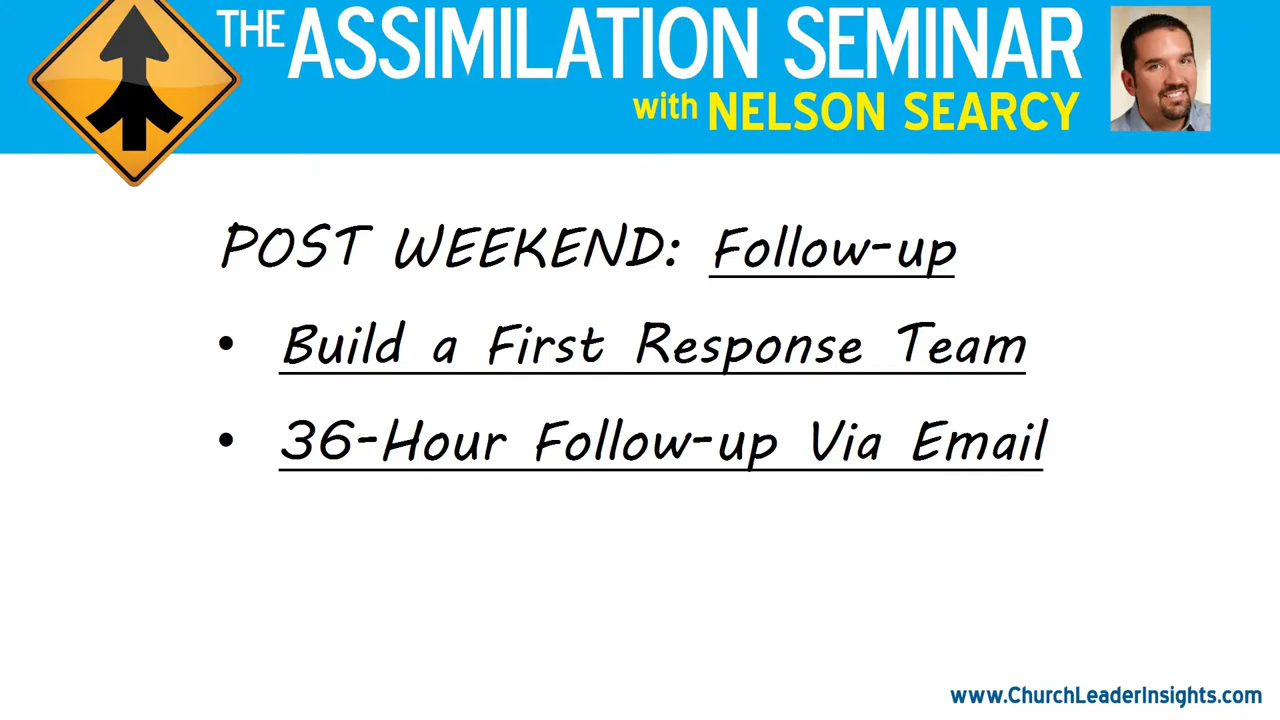 THE ASSIMILATION SEMINAR
with NELSON SEARCY
POST WEEKEND: Follow-up
• Build a First Response Team
• 36-Hour Follow-up Via Email
www.ChurchLeaderInsights.com